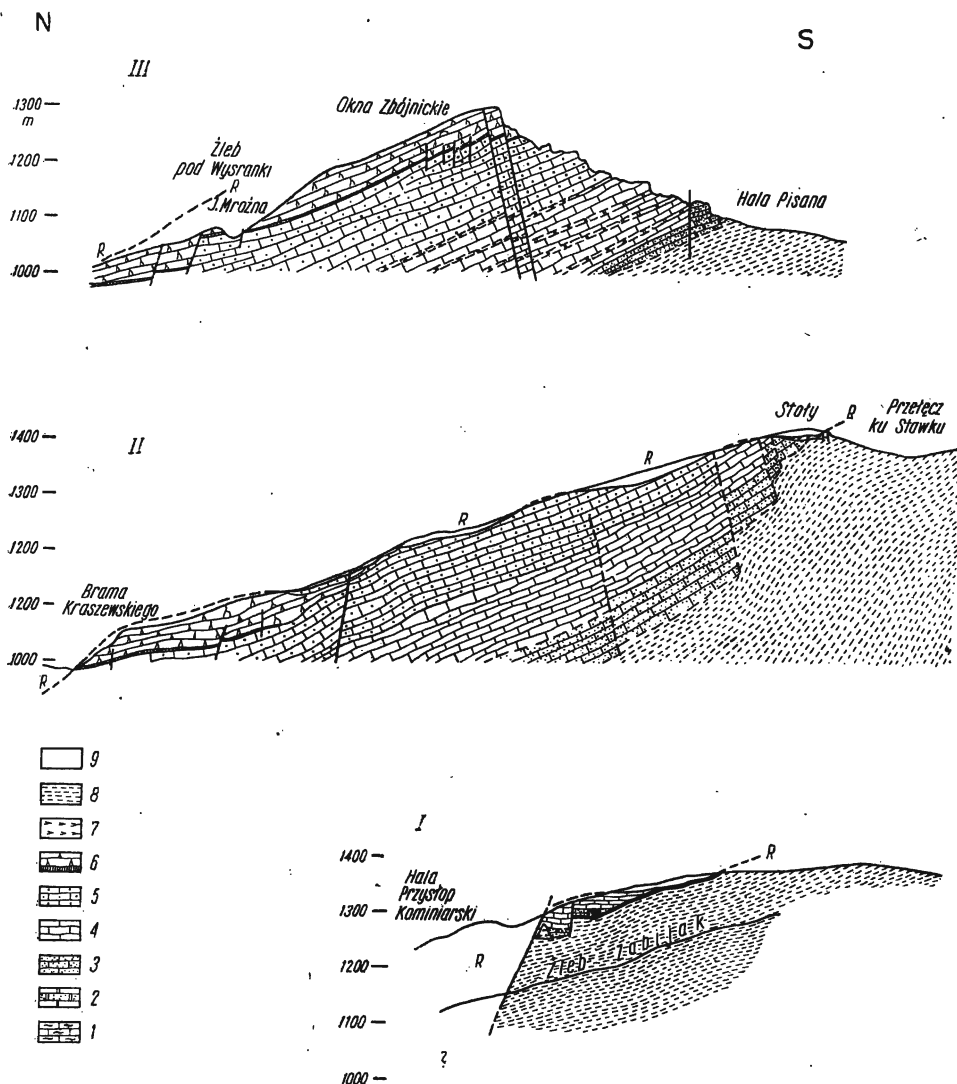 N
S
III
1300
m
1200
1100
1000
Okna Zbójnickie
Żleb
pod Wysranki
R
J. Mroźna
R
Hala Pisana
II
1400
1300
1200
1100
1000
Stoły
R
Przełęcz
ku Stawku
R
R
Brama
Kraszewskiego
R
9
8
7
6
5
4
3
2
1
I
1400
1300
1200
1100
1000
Hala
Przysłop
Kominiarski
R
R
Żleb Żabijak
?